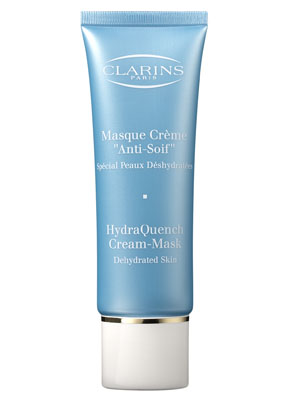 CLARINS
PARIS
Masque Crème
"Anti-Soif"
Spécial Peaux Déshydratées
HydraQuench
Cream-Mask
Dehydrated Skin